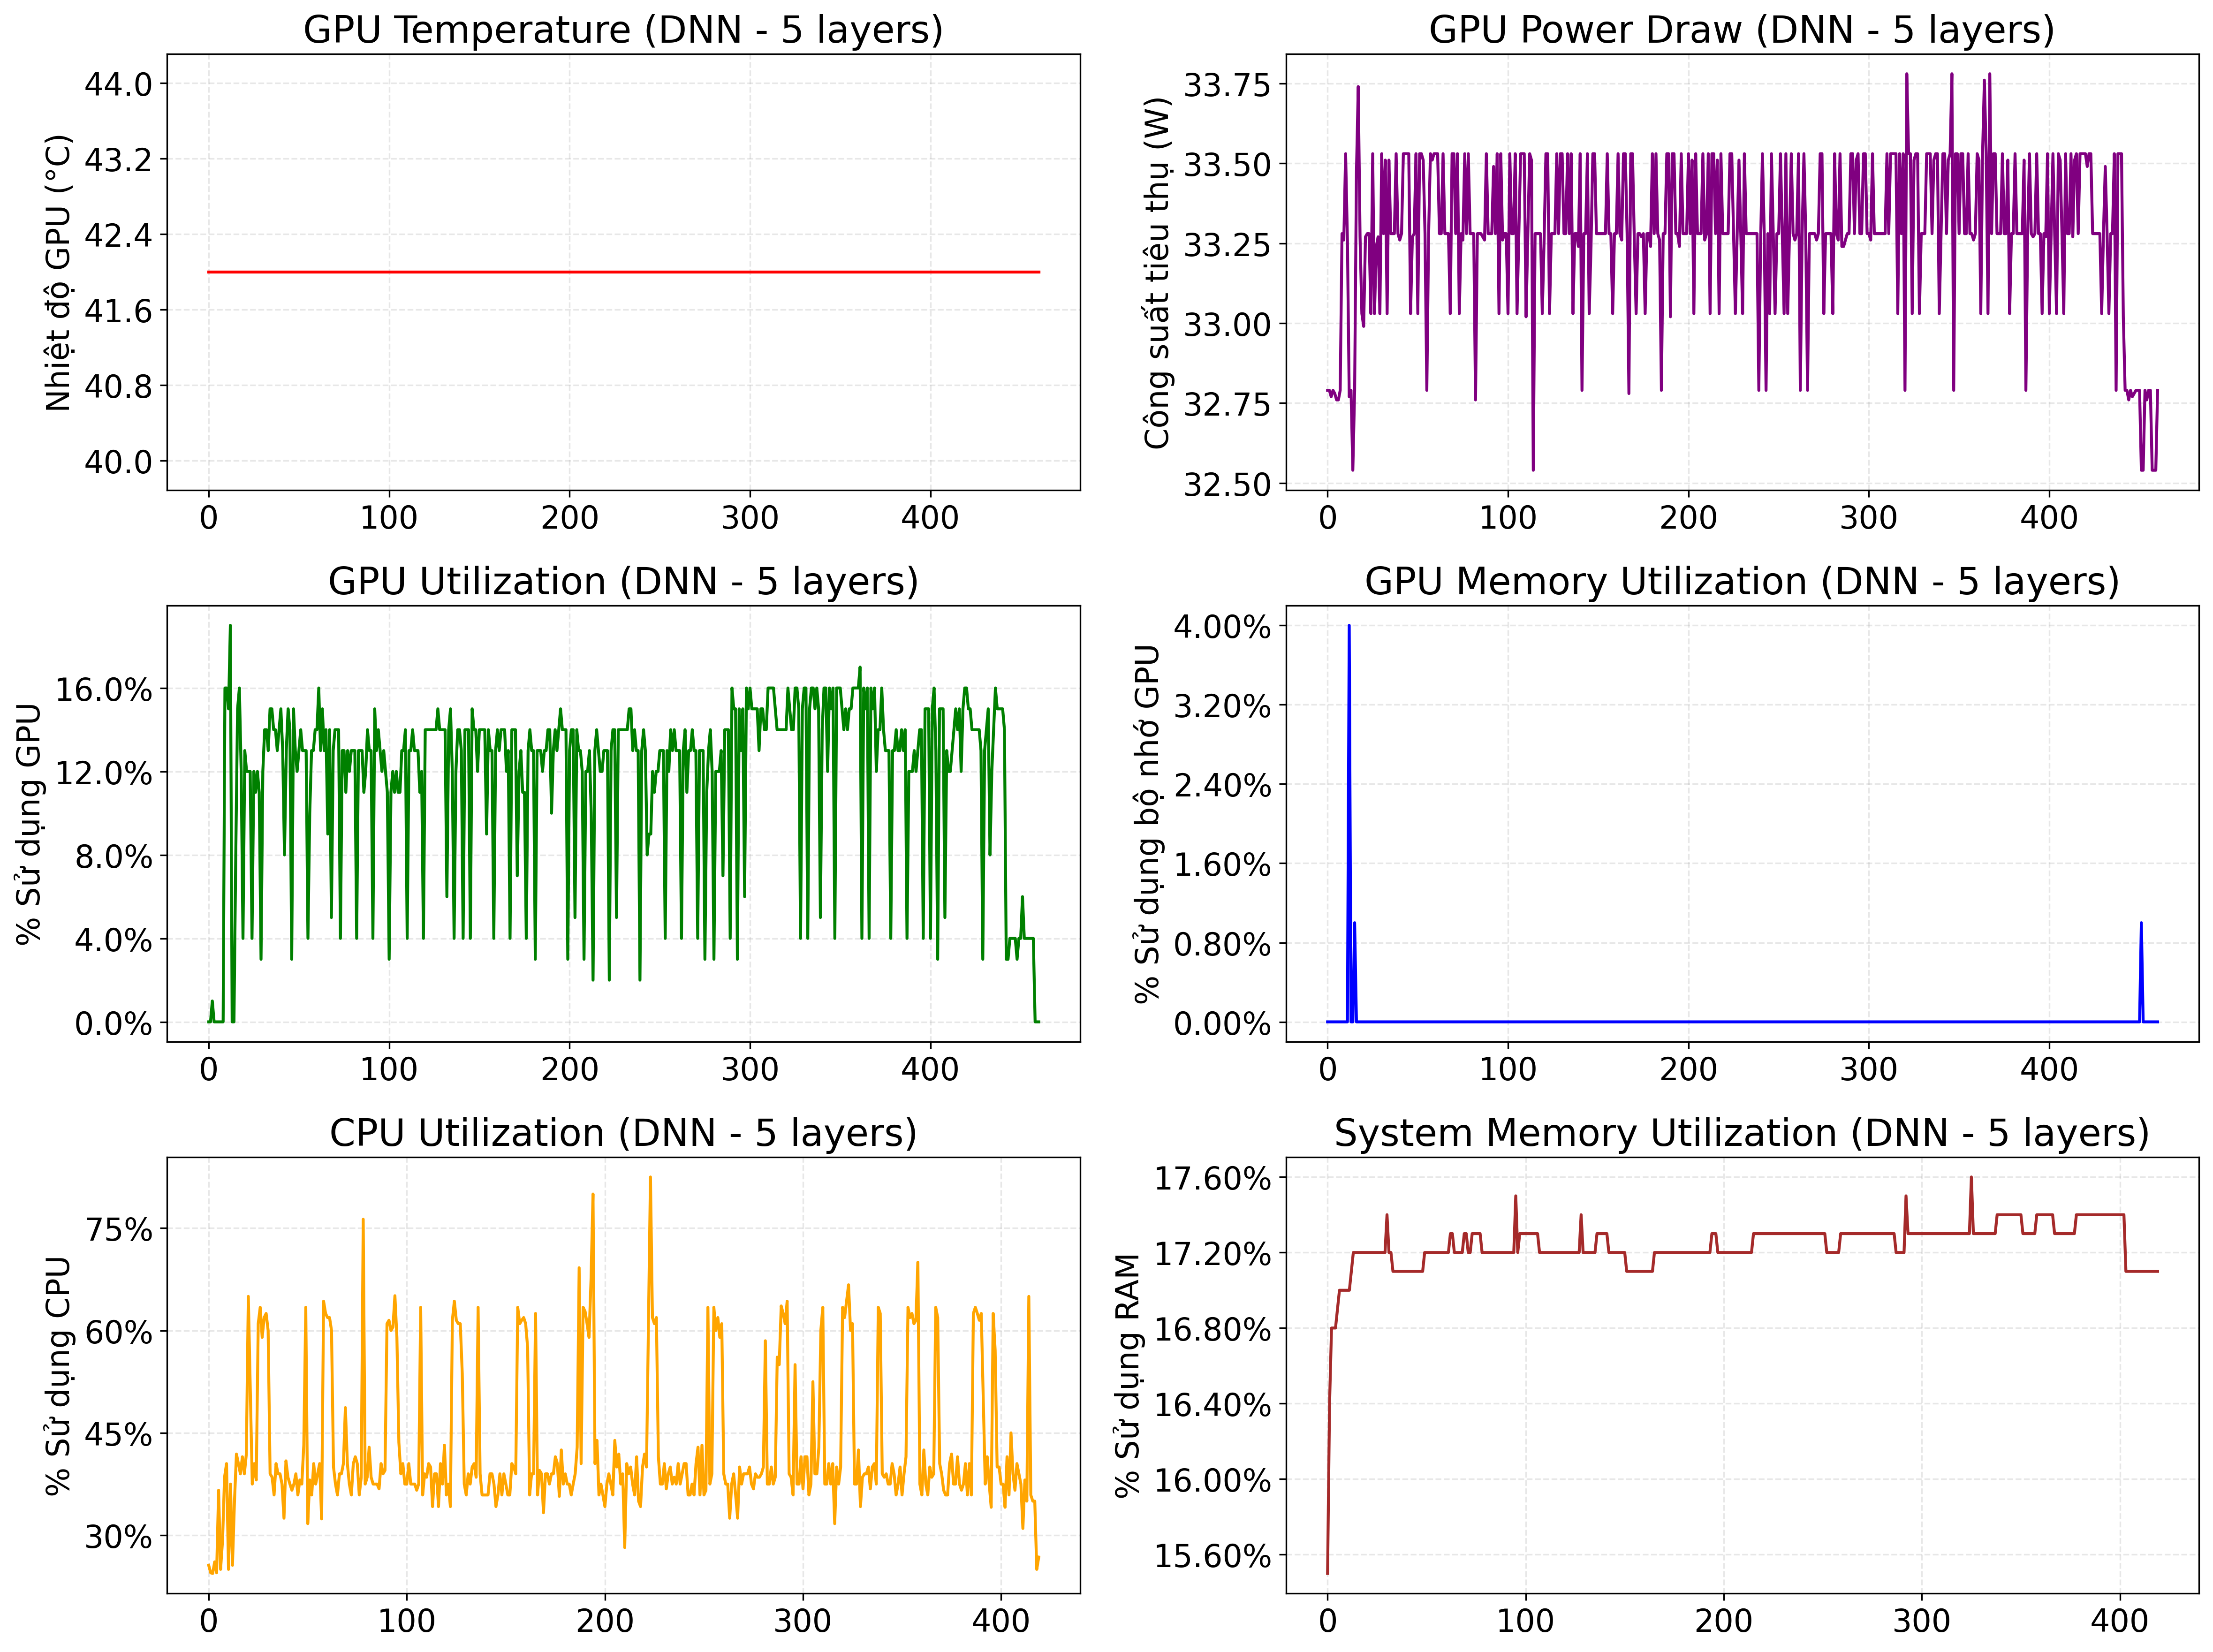 GPU Temperature (DNN - 5 layers)
Nhiệt độ GPU (°C)
44.0
43.2
42.4
41.6
40.8
40.0
0 100 200 300 400
GPU Power Draw (DNN - 5 layers)
Công suất tiêu thụ (W)
33.75
33.50
33.25
33.00
32.75
32.50
0 100 200 300 400
GPU Utilization (DNN - 5 layers)
% Sử dụng GPU
16.0%
12.0%
8.0%
4.0%
0.0%
0 100 200 300 400
GPU Memory Utilization (DNN - 5 layers)
% Sử dụng bộ nhớ GPU
4.00%
3.20%
2.40%
1.60%
0.80%
0.00%
0 100 200 300 400
CPU Utilization (DNN - 5 layers)
% Sử dụng CPU
75%
60%
45%
30%
0 100 200 300 400
System Memory Utilization (DNN - 5 layers)
% Sử dụng RAM
17.60%
17.20%
16.80%
16.40%
16.00%
15.60%
0 100 200 300 400